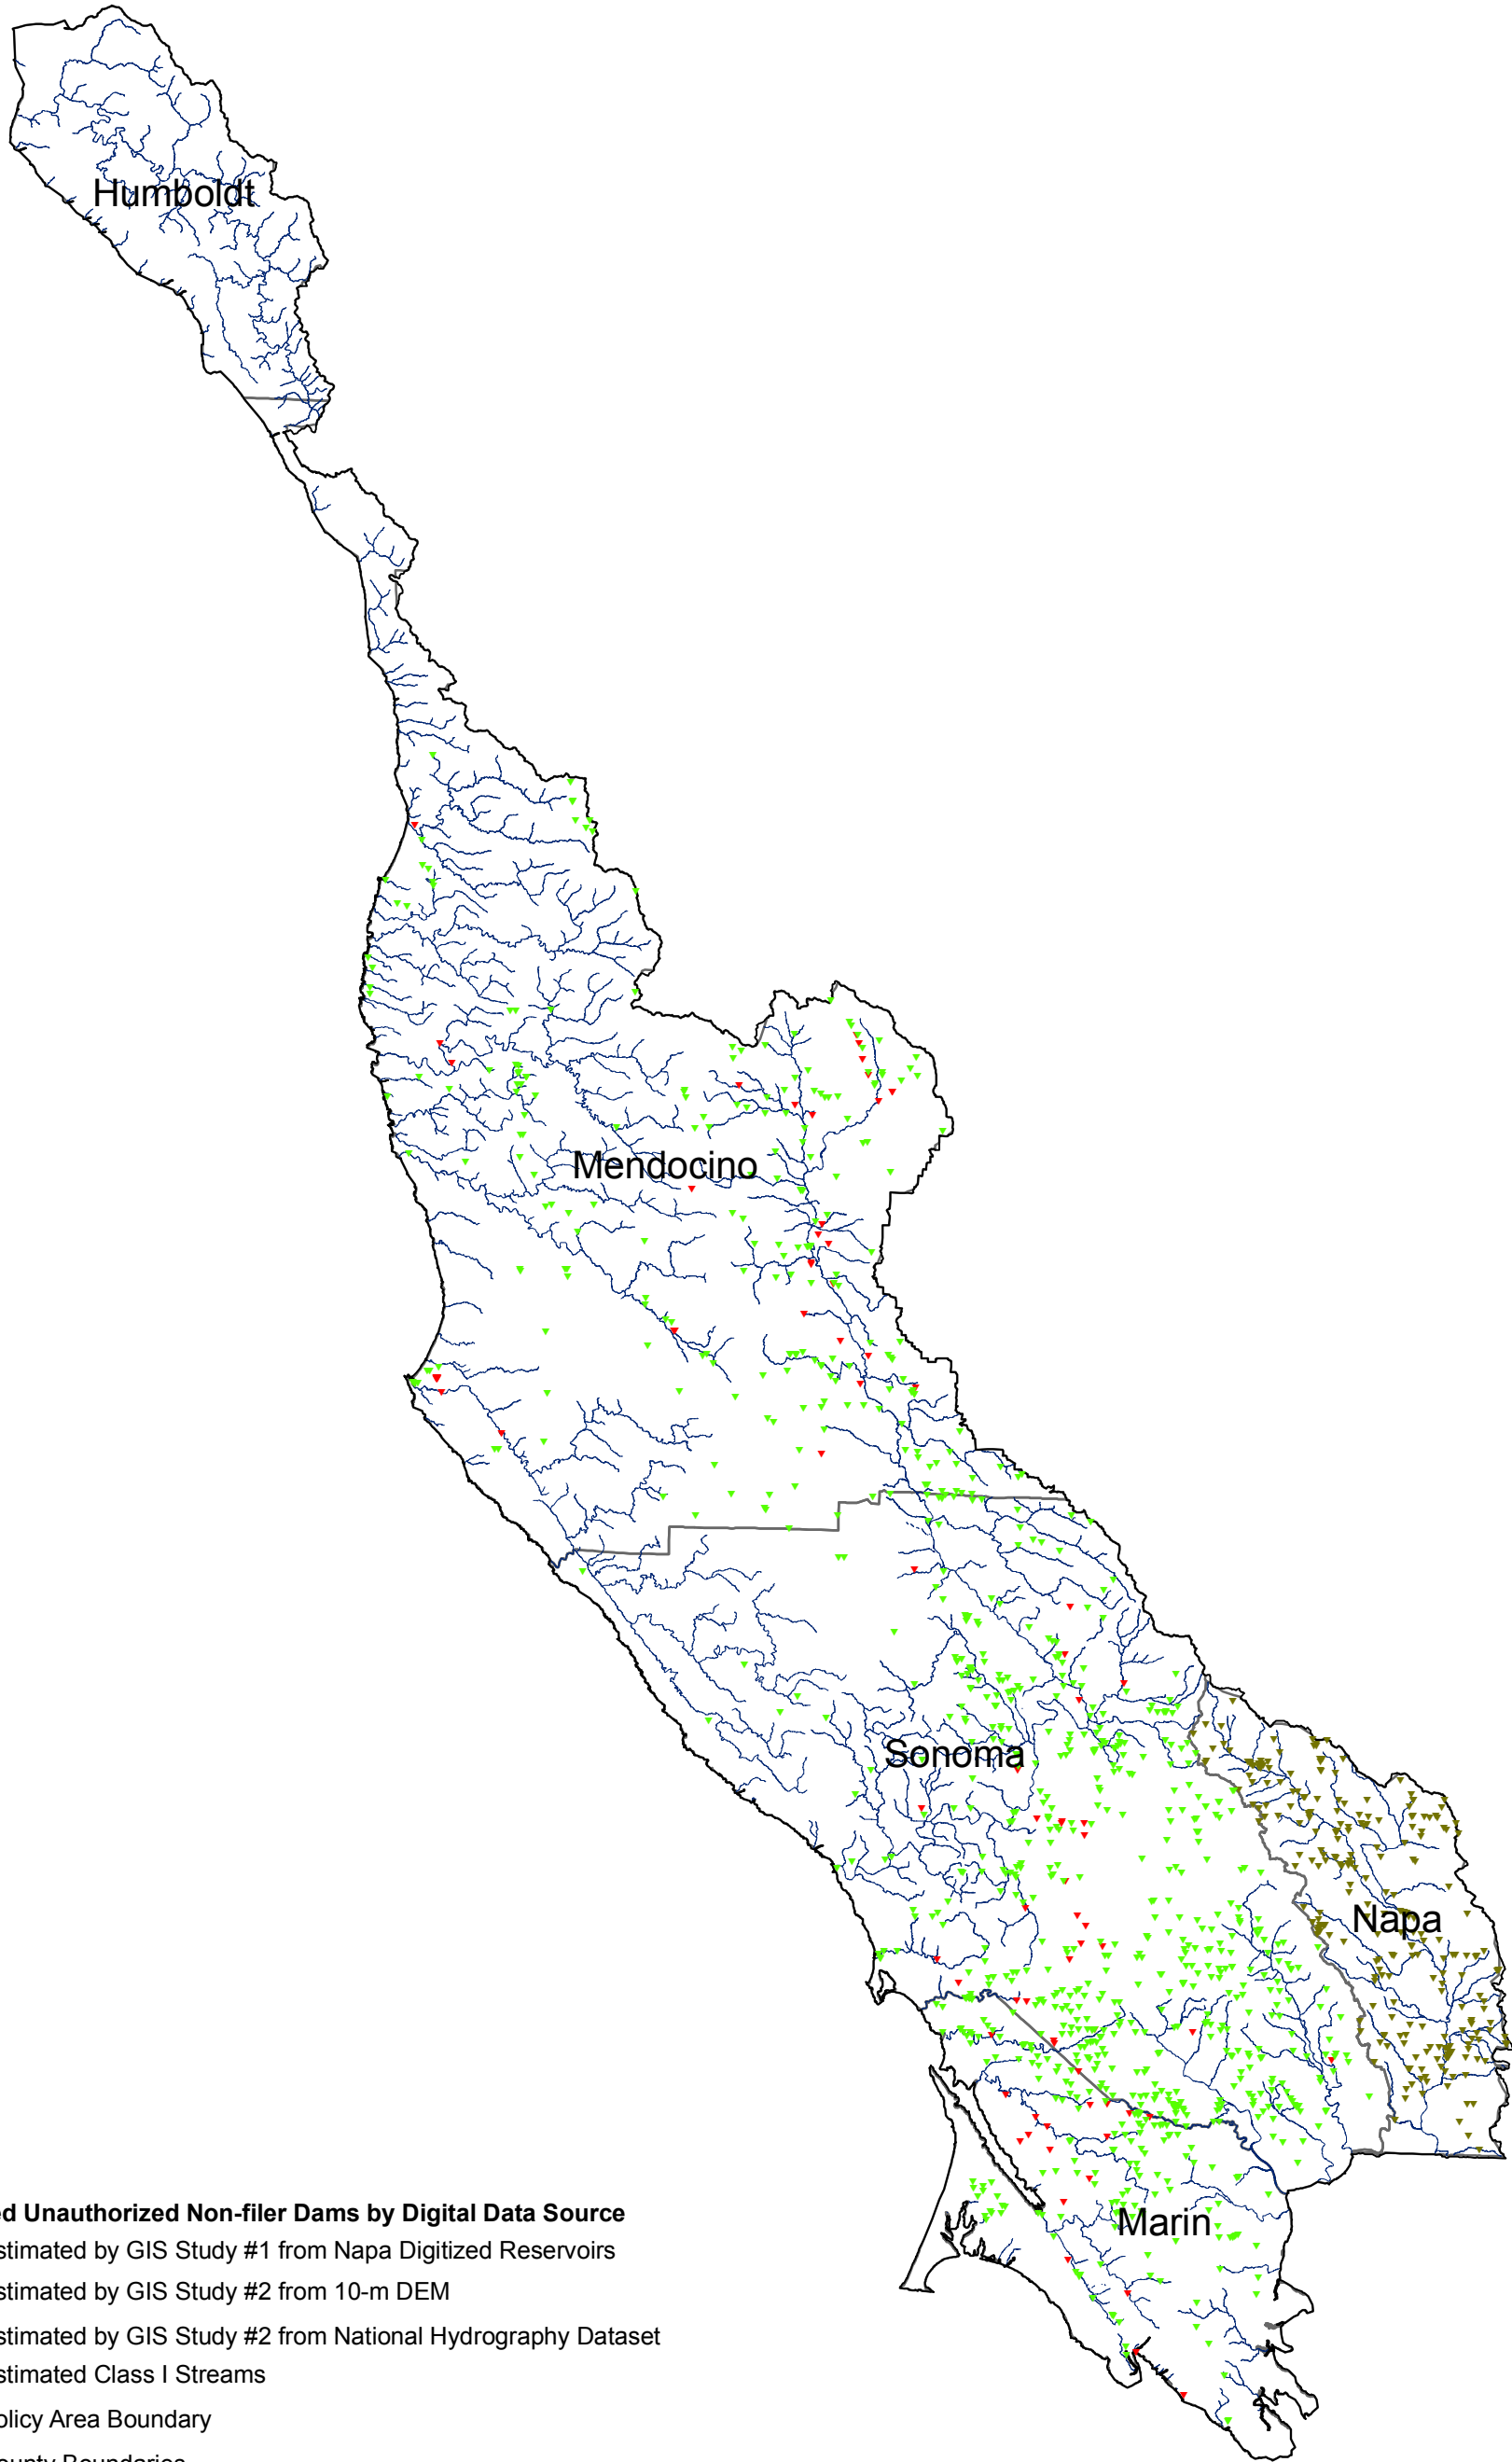 Humboldt
Mendocino
Sonoma
Napa
Marin
ed Unauthorized Non-filer Dams by Digital Data Source
stimated by GIS Study #1 from Napa Digitized Reservoirs
stimated by GIS Study #2 from 10-m DEM
stimated by GIS Study #2 from National Hydrography Dataset
stimated Class I Streams
olicy Area Boundary
ounty Boundaries